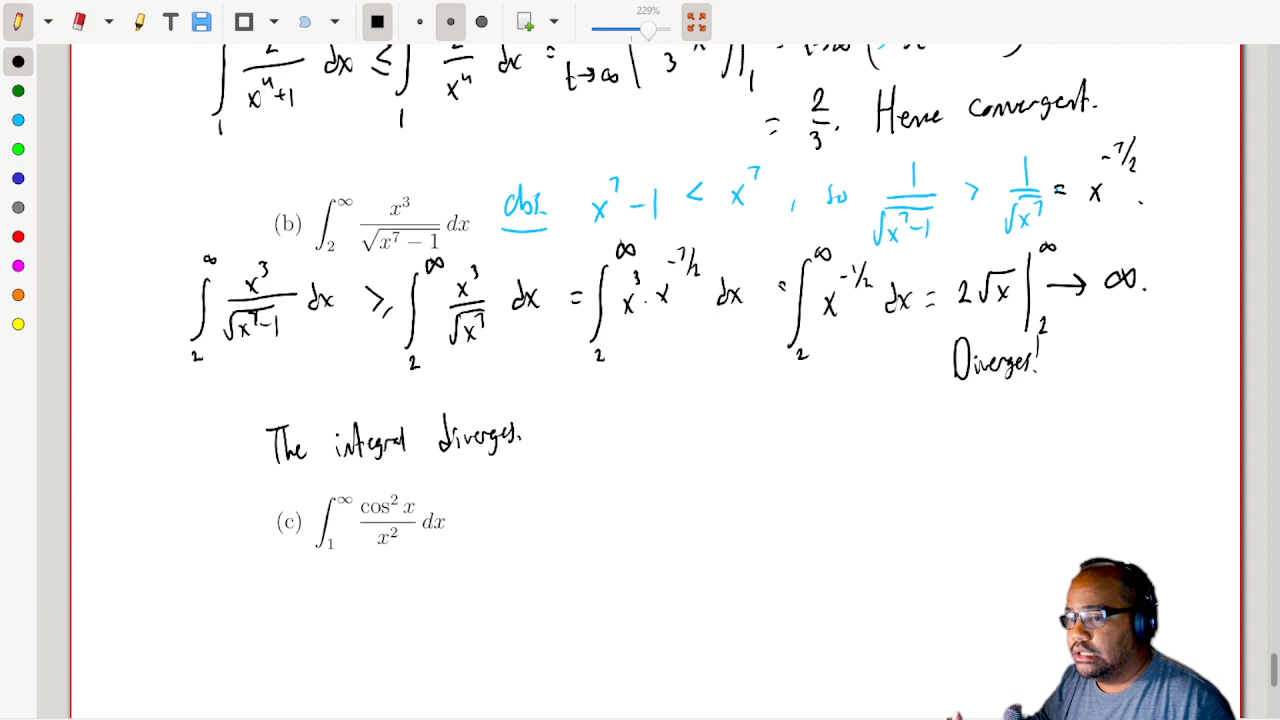 229%
∫₁ 2/(x⁴+1) dx ≤ ∫₁ 2/x⁴ dx = t→∞ 3 |₁
= 2/3. Hence convergent.
(b) ∫₂^∞ x³/√(x⁷ − 1) dx
x⁷ − 1 < x⁷, so 1/√(x⁷−1) > 1/√x⁷ = x^(−7/2).
∫₂^∞ x³/√(x⁷−1) dx ≥ ∫₂^∞ x³/√x⁷ dx = ∫₂^∞ x³ · x^(−7/2) dx = ∫₂^∞ x^(−1/2) dx = 2√x |₂^∞ → ∞.
Diverges!
The integral diverges.
(c) ∫₁^∞ cos² x/x² dx